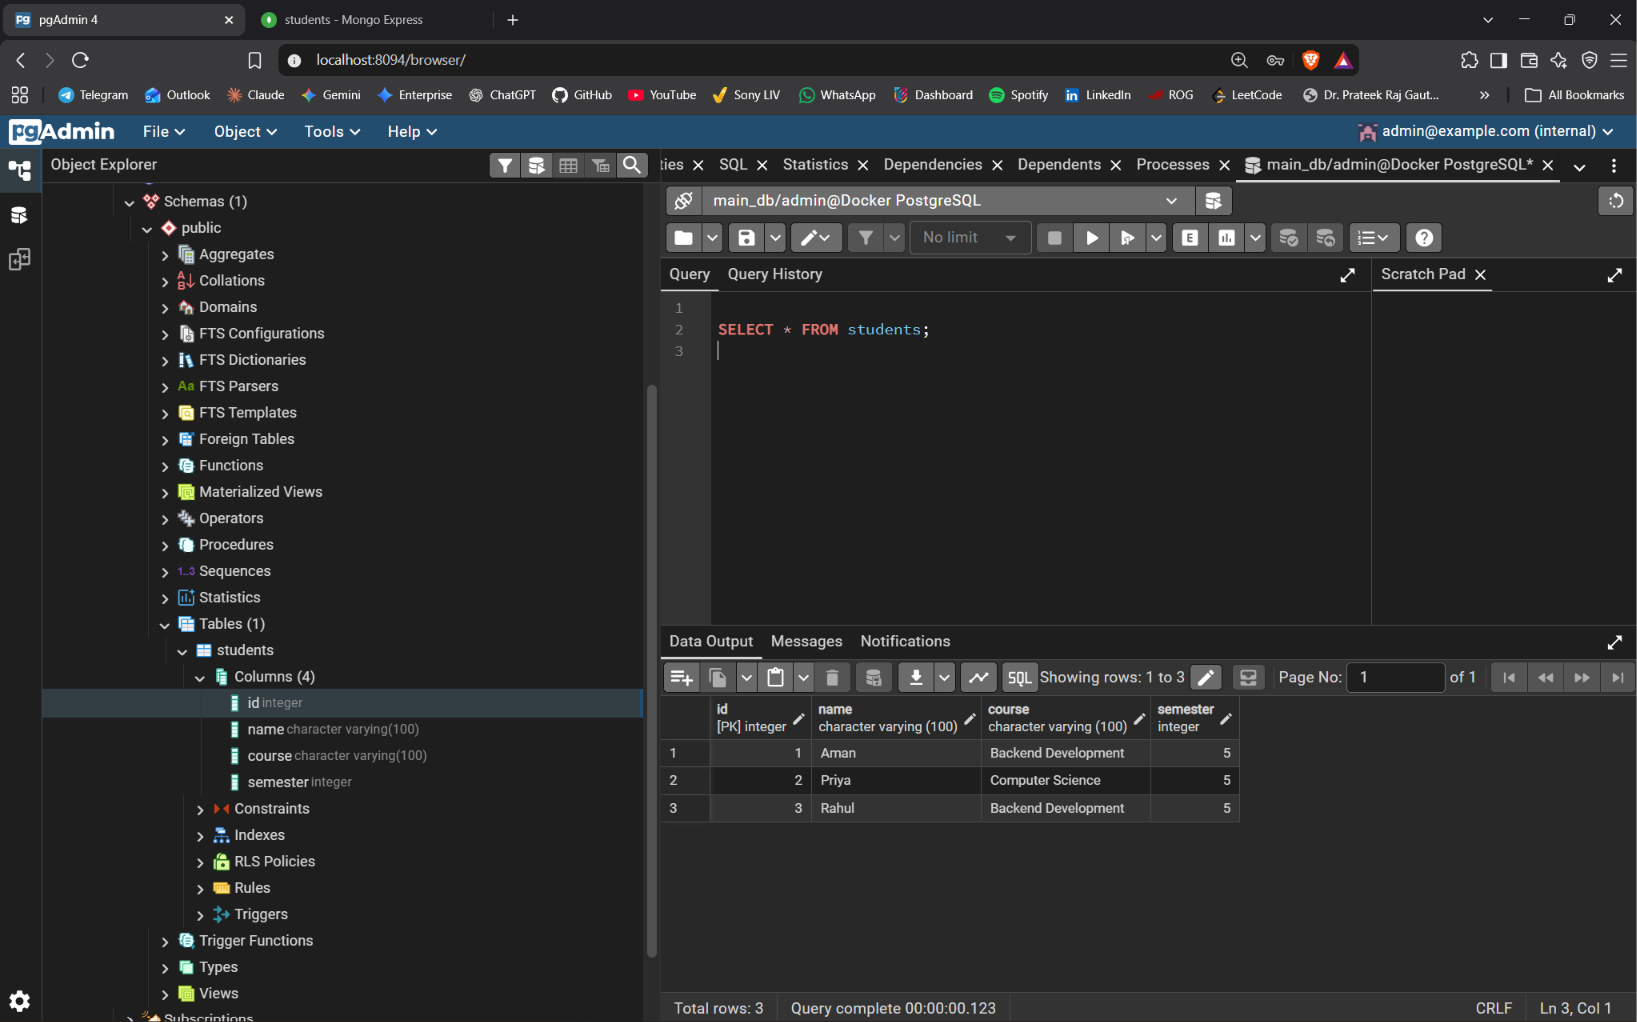 pgAdmin 4
students - Mongo Express
localhost:8094/browser/
Telegram Outlook Claude Gemini Enterprise ChatGPT GitHub YouTube Sony LIV WhatsApp Dashboard Spotify LinkedIn ROG LeetCode Dr. Prateek Raj Gaut... » All Bookmarks
pgAdmin File Object Tools Help admin@example.com (internal)
Object Explorer
ties SQL Statistics Dependencies Dependents Processes main_db/admin@Docker PostgreSQL*
Schemas (1)
public
Aggregates
Collations
Domains
FTS Configurations
FTS Dictionaries
Aa FTS Parsers
FTS Templates
Foreign Tables
Functions
Materialized Views
Operators
Procedures
1..3 Sequences
Statistics
Tables (1)
students
Columns (4)
id integer
name character varying(100)
course character varying(100)
semester integer
Constraints
Indexes
RLS Policies
Rules
Triggers
Trigger Functions
Types
Views
Subscriptions
main_db/admin@Docker PostgreSQL
No limit
E
Query Query History
Scratch Pad
1
2 SELECT * FROM students;
3
Data Output Messages Notifications
SQL Showing rows: 1 to 3 Page No: 1 of 1
id name course semester
[PK] integer character varying (100) character varying (100) integer
1 1 Aman Backend Development 5
2 2 Priya Computer Science 5
3 3 Rahul Backend Development 5
Total rows: 3 Query complete 00:00:00.123 CRLF Ln 3, Col 1